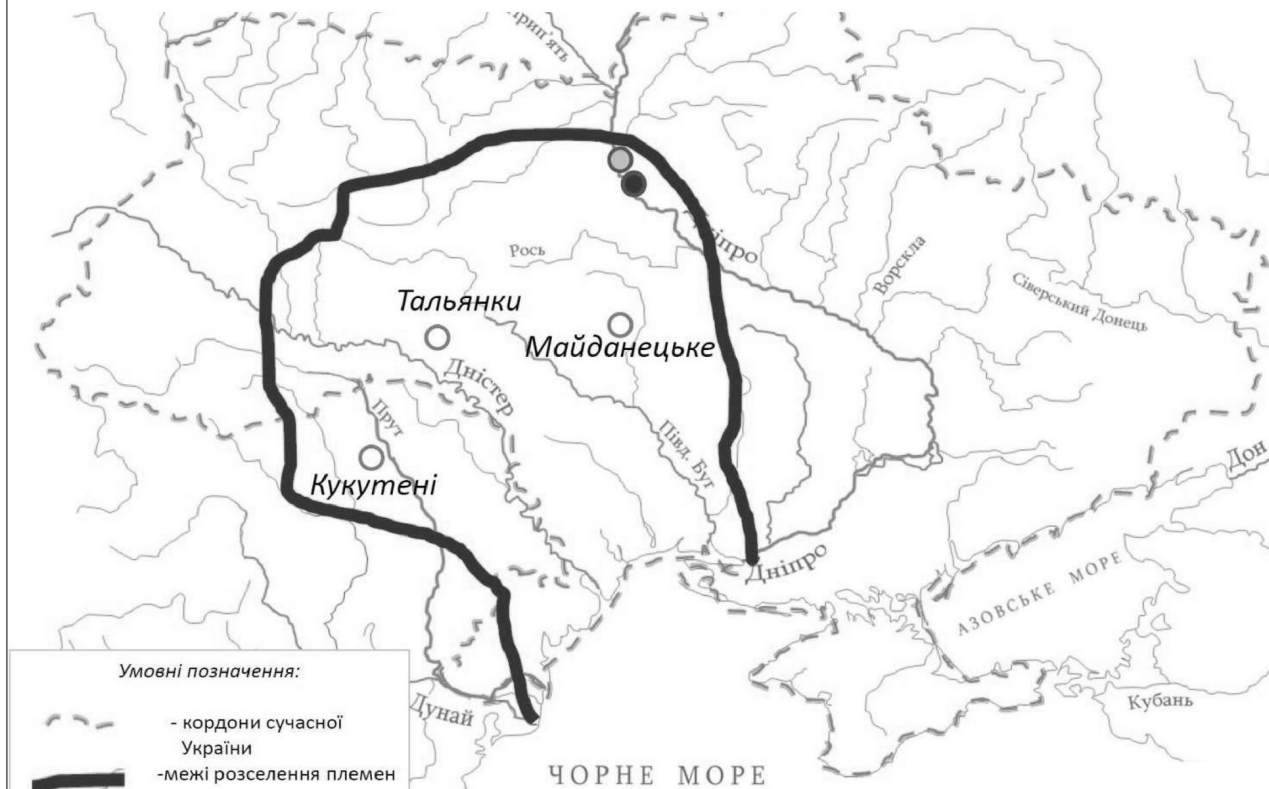 Прип'ять
Дніпро
Рось
Ворскла
Сіверський Донець
Тальянки
Майданецьке
Дністер
Прут
Півд. Буг
Кукутені
Дон
Дніпро
АЗОВСЬКЕ МОРЕ
Умовні позначення:
- кордони сучасної
України
-межі розселення племен
Дунай
Кубань
ЧОРНЕ МОРЕ